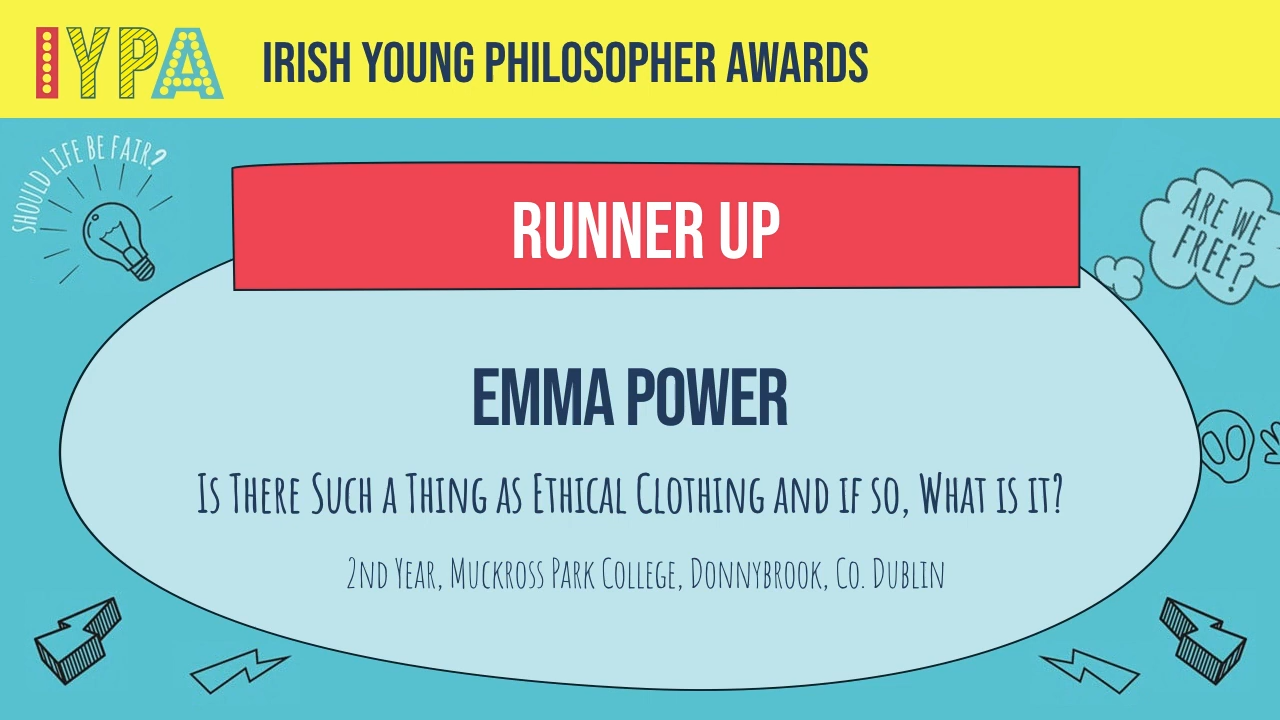 IYPA IRISH YOUNG PHILOSOPHER AWARDS
SHOULD LIFE BE FAIR?
RUNNER UP
ARE WE
FREE?
EMMA POWER
IS THERE SUCH A THING AS ETHICAL CLOTHING AND IF SO, WHAT IS IT?
2ND YEAR, MUCKROSS PARK COLLEGE, DONNYBROOK, CO. DUBLIN